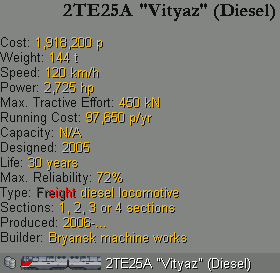 2TE25A "Vityaz" (Diesel)
Cost: 1,918,200 p
Weight: 144 t
Speed: 120 km/h
Power: 2,725 hp
Max. Tractive Effort: 450 kN
Running Cost: 97,650 p/yr
Capacity: N/A
Designed: 2005
Life: 30 years
Max. Reliability: 72%
Type: Freight diesel locomotive
Sections: 1, 2, 3 or 4 sections
Produced: 2006-...
Builder: Bryansk machine works
2TE25A "Vityaz" (Diesel)